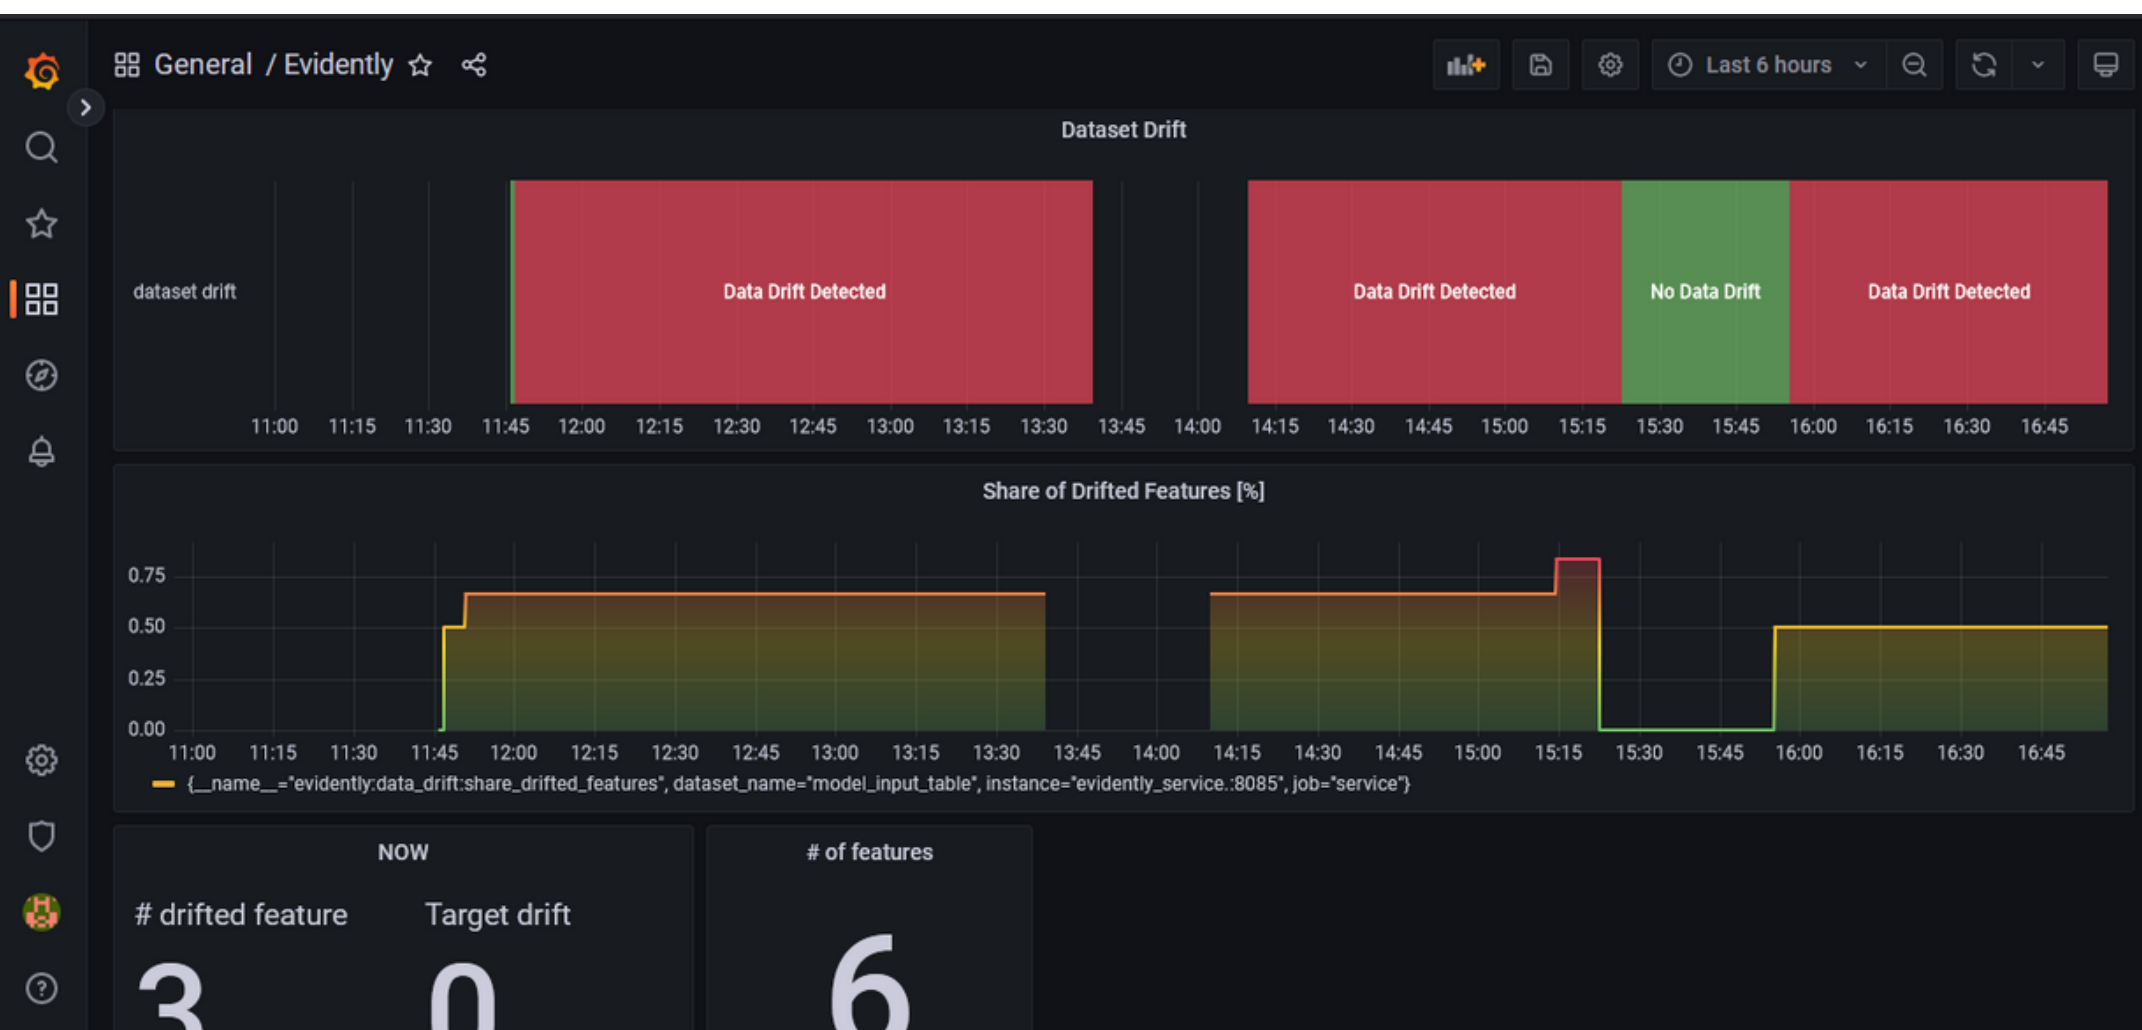 General / Evidently
Last 6 hours
Dataset Drift
dataset drift
Data Drift Detected
Data Drift Detected
No Data Drift
Data Drift Detected
11:00 11:15 11:30 11:45 12:00 12:15 12:30 12:45 13:00 13:15 13:30 13:45 14:00 14:15 14:30 14:45 15:00 15:15 15:30 15:45 16:00 16:15 16:30 16:45
Share of Drifted Features [%]
0.75
0.50
0.25
0.00
11:00 11:15 11:30 11:45 12:00 12:15 12:30 12:45 13:00 13:15 13:30 13:45 14:00 14:15 14:30 14:45 15:00 15:15 15:30 15:45 16:00 16:15 16:30 16:45
{__name__="evidently:data_drift:share_drifted_features", dataset_name="model_input_table", instance="evidently_service.:8085", job="service"}
NOW
# drifted feature
3
Target drift
0
# of features
6